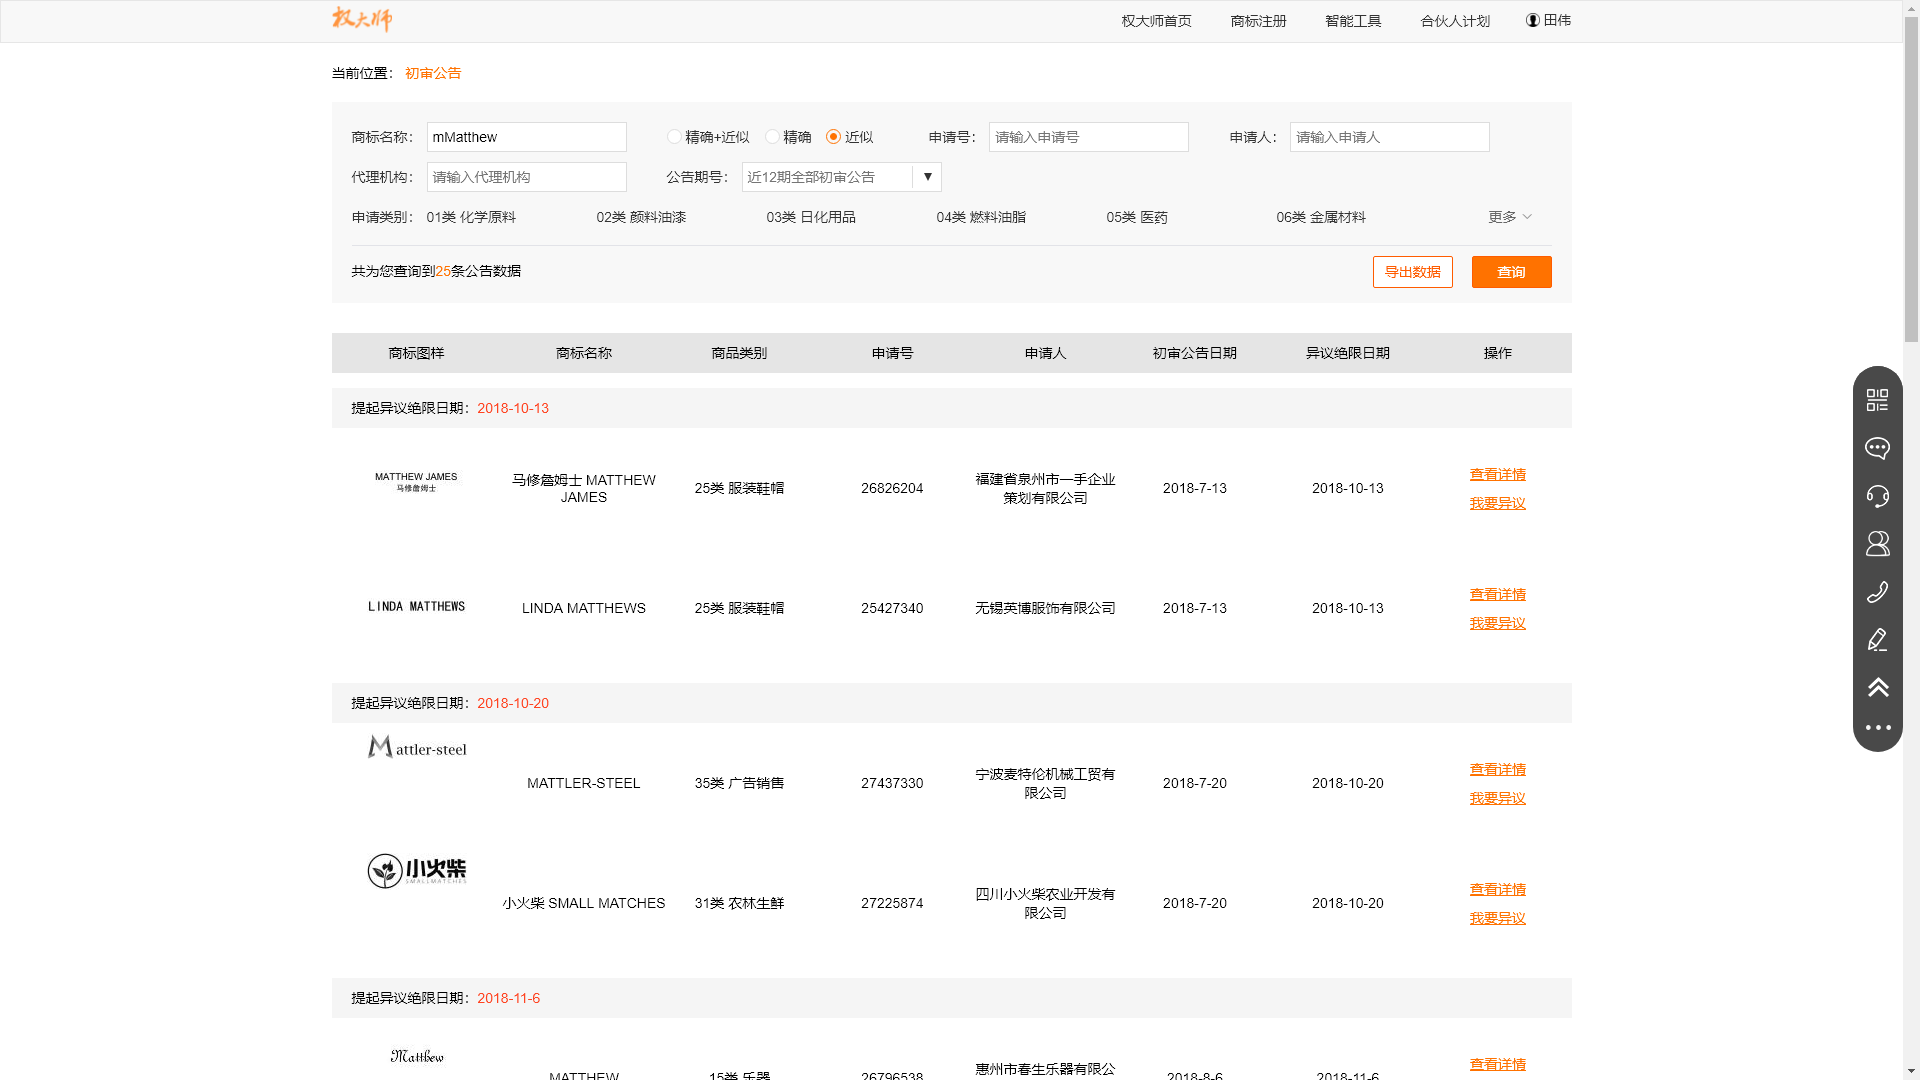 权大师
权大师首页 商标注册 智能工具 合伙人计划 田伟
当前位置： 初审公告
商标名称： mMatthew 精确+近似 精确 近似 申请号： 请输入申请号 申请人： 请输入申请人
代理机构： 请输入代理机构 公告期号： 近12期全部初审公告 ▼
申请类别： 01类 化学原料 02类 颜料油漆 03类 日化用品 04类 燃料油脂 05类 医药 06类 金属材料 更多
共为您查询到25条公告数据 导出数据 查询
商标图样 商标名称 商品类别 申请号 申请人 初审公告日期 异议绝限日期 操作
提起异议绝限日期：2018-10-13
MATTHEW JAMES
马修詹姆士
马修詹姆士 MATTHEW
JAMES
25类 服装鞋帽
26826204
福建省泉州市一手企业
策划有限公司
2018-7-13
2018-10-13
查看详情
我要异议
LINDA MATTHEWS
LINDA MATTHEWS
25类 服装鞋帽
25427340
无锡英博服饰有限公司
2018-7-13
2018-10-13
查看详情
我要异议
提起异议绝限日期：2018-10-20
Mattler-steel
MATTLER-STEEL
35类 广告销售
27437330
宁波麦特伦机械工贸有
限公司
2018-7-20
2018-10-20
查看详情
我要异议
小火柴
SMALLMATCHES
小火柴 SMALL MATCHES
31类 农林生鲜
27225874
四川小火柴农业开发有
限公司
2018-7-20
2018-10-20
查看详情
我要异议
提起异议绝限日期：2018-11-6
Matthew
MATTHEW
15类 乐器
26796538
惠州市春生乐器有限公
2018-8-6
2018-11-6
查看详情